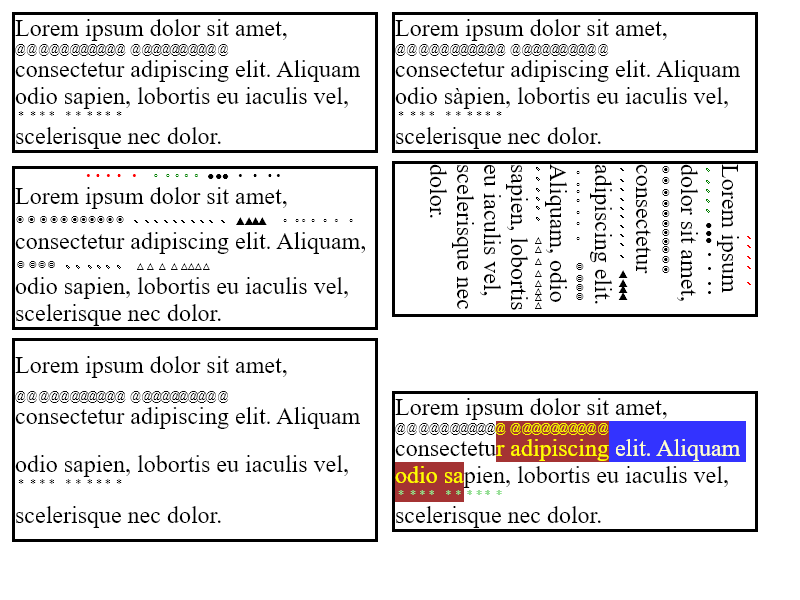 Lorem ipsum dolor sit amet,
@@@@@@@@@@@ @@@@@@@@@@
consectetur adipiscing elit. Aliquam
odio sapien, lobortis eu iaculis vel,
scelerisque nec dolor.
Lorem ipsum dolor sit amet,
@@@@@@@@@@@ @@@@@@@@@@
consectetur adipiscing elit. Aliquam
odio sàpien, lobortis eu iaculis vel,
scelerisque nec dolor.
Lorem ipsum dolor sit amet,
consectetur adipiscing elit. Aliquam,
odio sapien, lobortis eu iaculis vel,
scelerisque nec dolor.
Lorem ipsum
dolor sit amet,
consectetur
adipiscing elit.
Aliquam, odio
sapien, lobortis
eu iaculis vel,
scelerisque nec
dolor.
Lorem ipsum dolor sit amet,
@@@@@@@@@@@ @@@@@@@@@@
consectetur adipiscing elit. Aliquam
odio sapien, lobortis eu iaculis vel,
scelerisque nec dolor.
Lorem ipsum dolor sit amet,
@@@@@@@@@@@ @@@@@@@@@@
consectetur adipiscing elit. Aliquam
odio sapien, lobortis eu iaculis vel,
scelerisque nec dolor.